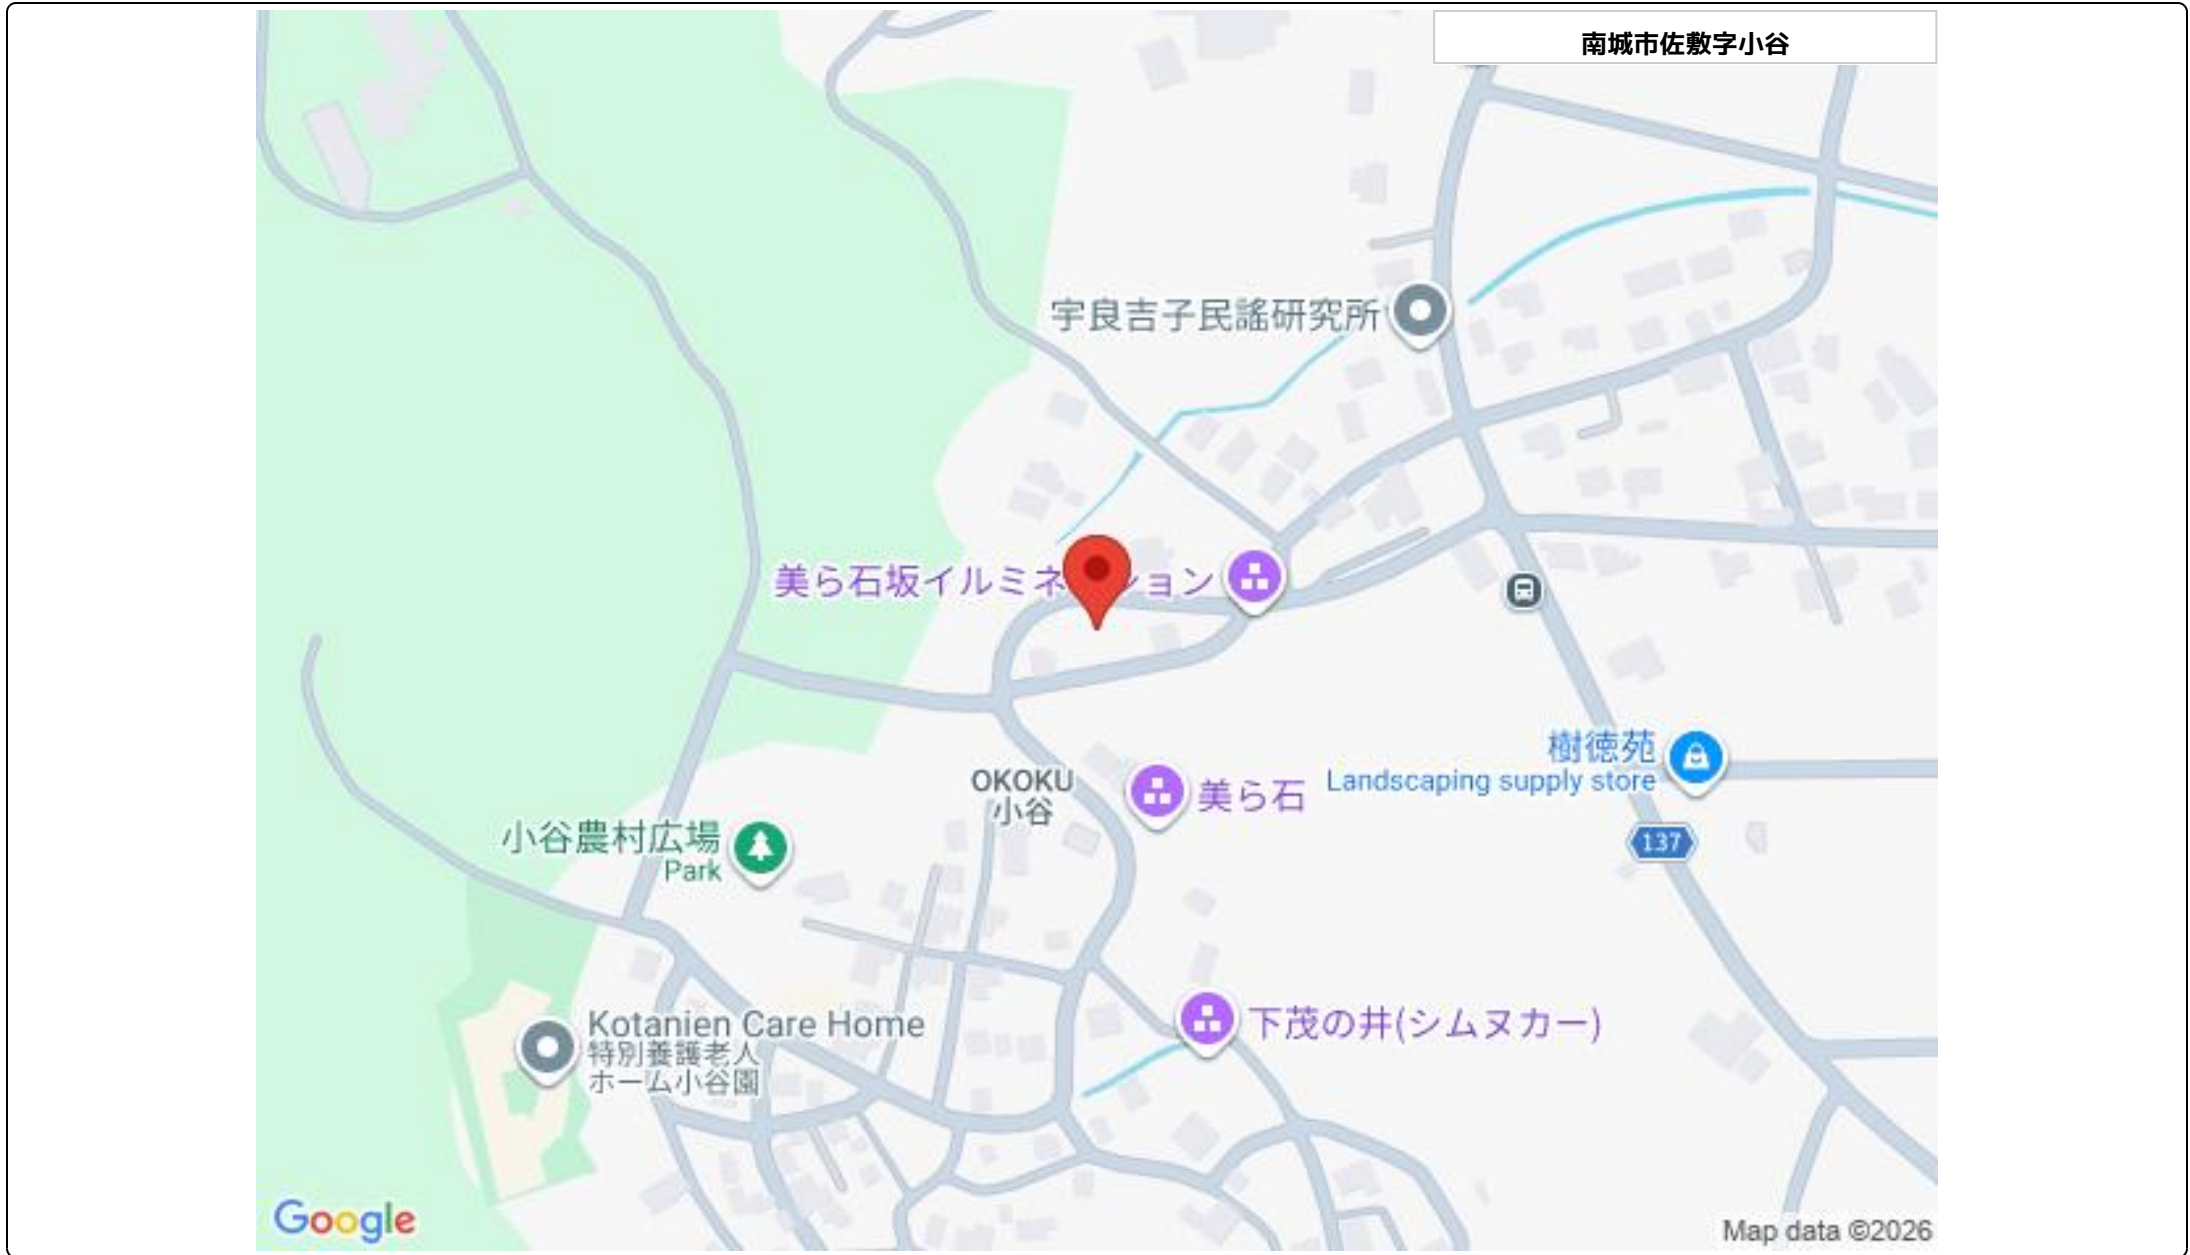 南城市佐敷字小谷
宇良吉子民謡研究所
美ら石坂イルミネーション
樹徳苑
Landscaping supply store
OKOKU
小谷
美ら石
137
小谷農村広場
Park
Kotanien Care Home
特別養護老人
ホーム小谷園
下茂の井(シムヌカー)
Google
Map data ©2026